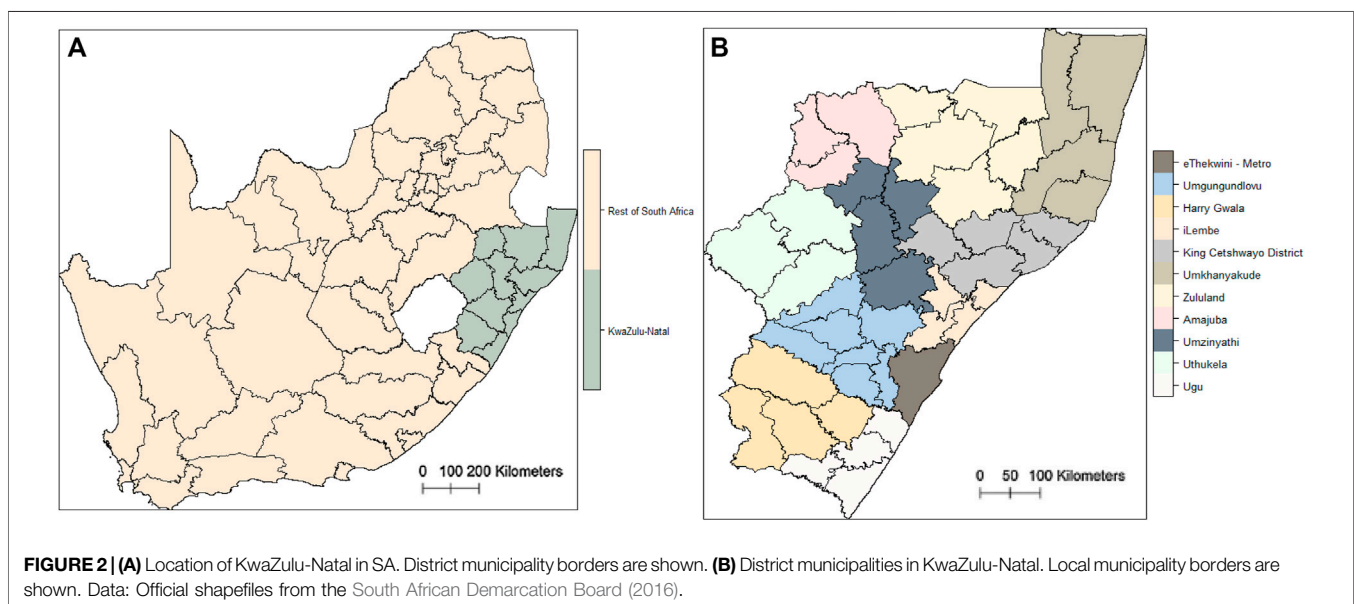 A
Rest of South Africa
KwaZulu-Natal
0 100 200 Kilometers
B
eThekwini - Metro
Umgungundlovu
Harry Gwala
iLembe
King Cetshwayo District
Umkhanyakude
Zululand
Amajuba
Umzinyathi
Uthukela
Ugu
0 50 100 Kilometers
FIGURE 2 | (A) Location of KwaZulu-Natal in SA. District municipality borders are shown. (B) District municipalities in KwaZulu-Natal. Local municipality borders are
shown. Data: Official shapefiles from the South African Demarcation Board (2016).